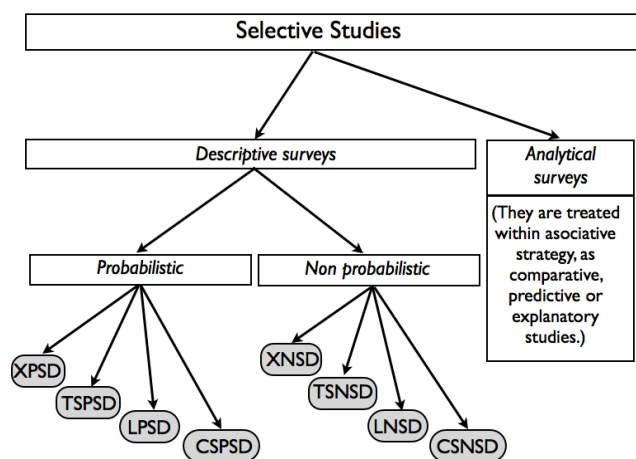 Selective Studies
Descriptive surveys
Analytical
surveys
(They are treated
within asociative
strategy, as
comparative,
predictive or
explanatory
studies.)
Probabilistic
Non probabilistic
XPSD
TSPSD
LPSD
CSPSD
XNSD
TSNSD
LNSD
CSNSD